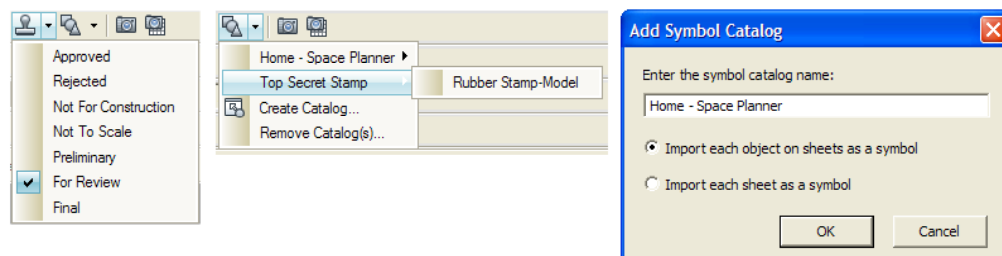 Approved
Rejected
Not For Construction
Not To Scale
Preliminary
For Review
Final
Home - Space Planner
Top Secret Stamp
Rubber Stamp-Model
Create Catalog...
Remove Catalog(s)...
Add Symbol Catalog
Enter the symbol catalog name:
Home - Space Planner
Import each object on sheets as a symbol
Import each sheet as a symbol
OK
Cancel